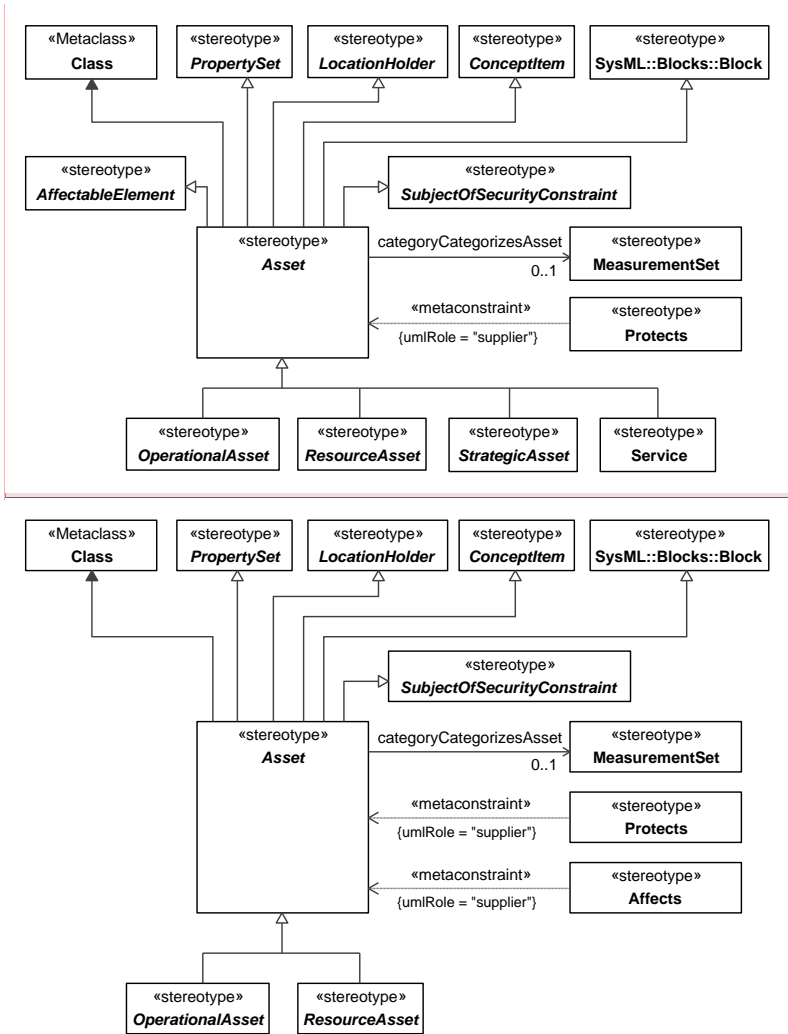 «Metaclass»
Class
«stereotype»
PropertySet
«stereotype»
LocationHolder
«stereotype»
ConceptItem
«stereotype»
SysML::Blocks::Block
«stereotype»
AffectableElement
«stereotype»
SubjectOfSecurityConstraint
«stereotype»
Asset
categoryCategorizesAsset
0..1
«stereotype»
MeasurementSet
«metaconstraint»
{umlRole = "supplier"}
«stereotype»
Protects
«stereotype»
OperationalAsset
«stereotype»
ResourceAsset
«stereotype»
StrategicAsset
«stereotype»
Service
«Metaclass»
Class
«stereotype»
PropertySet
«stereotype»
LocationHolder
«stereotype»
ConceptItem
«stereotype»
SysML::Blocks::Block
«stereotype»
SubjectOfSecurityConstraint
«stereotype»
Asset
categoryCategorizesAsset
0..1
«stereotype»
MeasurementSet
«metaconstraint»
{umlRole = "supplier"}
«stereotype»
Protects
«metaconstraint»
{umlRole = "supplier"}
«stereotype»
Affects
«stereotype»
OperationalAsset
«stereotype»
ResourceAsset